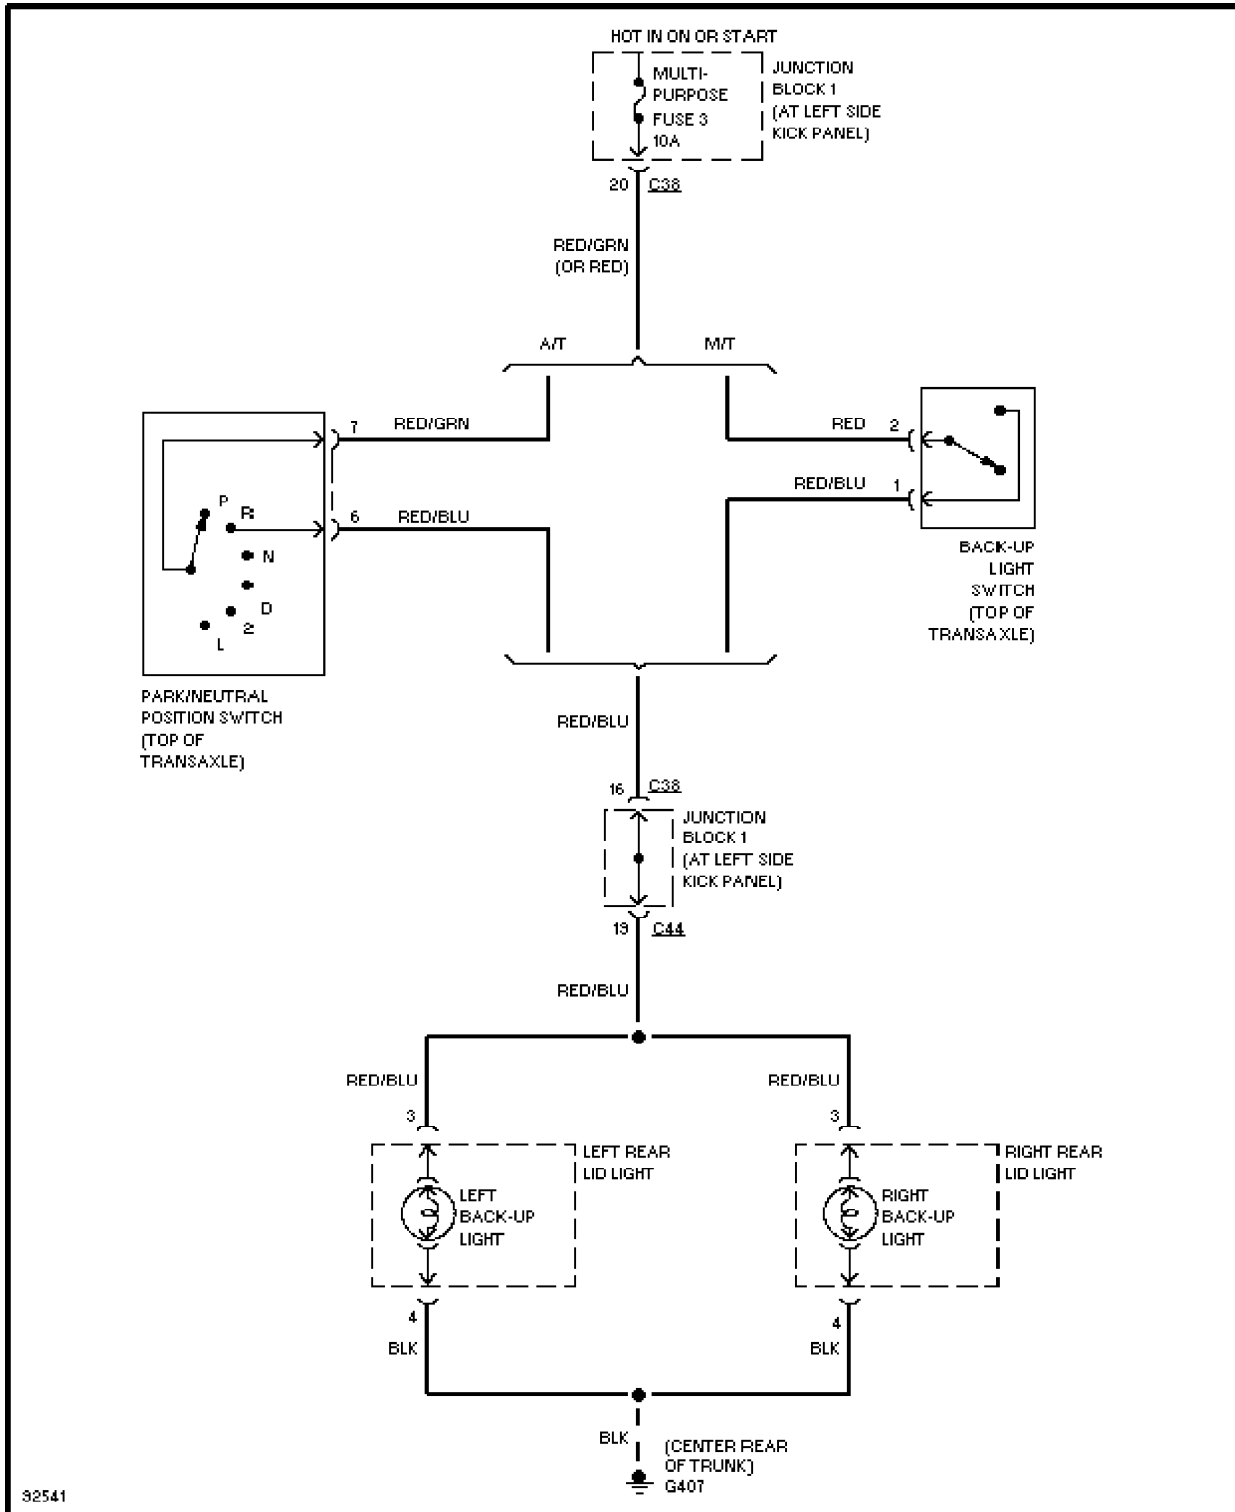 HOT IN ON OR START
MULTI-
PURPOSE
FUSE 3
10A
JUNCTION
BLOCK 1
(AT LEFT SIDE
KICK PANEL)
20 C38
RED/GRN
(OR RED)
A/T M/T
7 RED/GRN
RED 2
RED/BLU 1
6 RED/BLU
P
R
N
D
2
L
BACK-UP
LIGHT
SWITCH
(TOP OF
TRANSAXLE)
PARK/NEUTRAL
POSITION SWITCH
(TOP OF
TRANSAXLE)
RED/BLU
16 C38
JUNCTION
BLOCK 1
(AT LEFT SIDE
KICK PANEL)
19 C44
RED/BLU
RED/BLU
3
RED/BLU
3
LEFT REAR
LID LIGHT
LEFT
BACK-UP
LIGHT
RIGHT REAR
LID LIGHT
RIGHT
BACK-UP
LIGHT
4
BLK
4
BLK
BLK
(CENTER REAR
OF TRUNK)
G407
92541